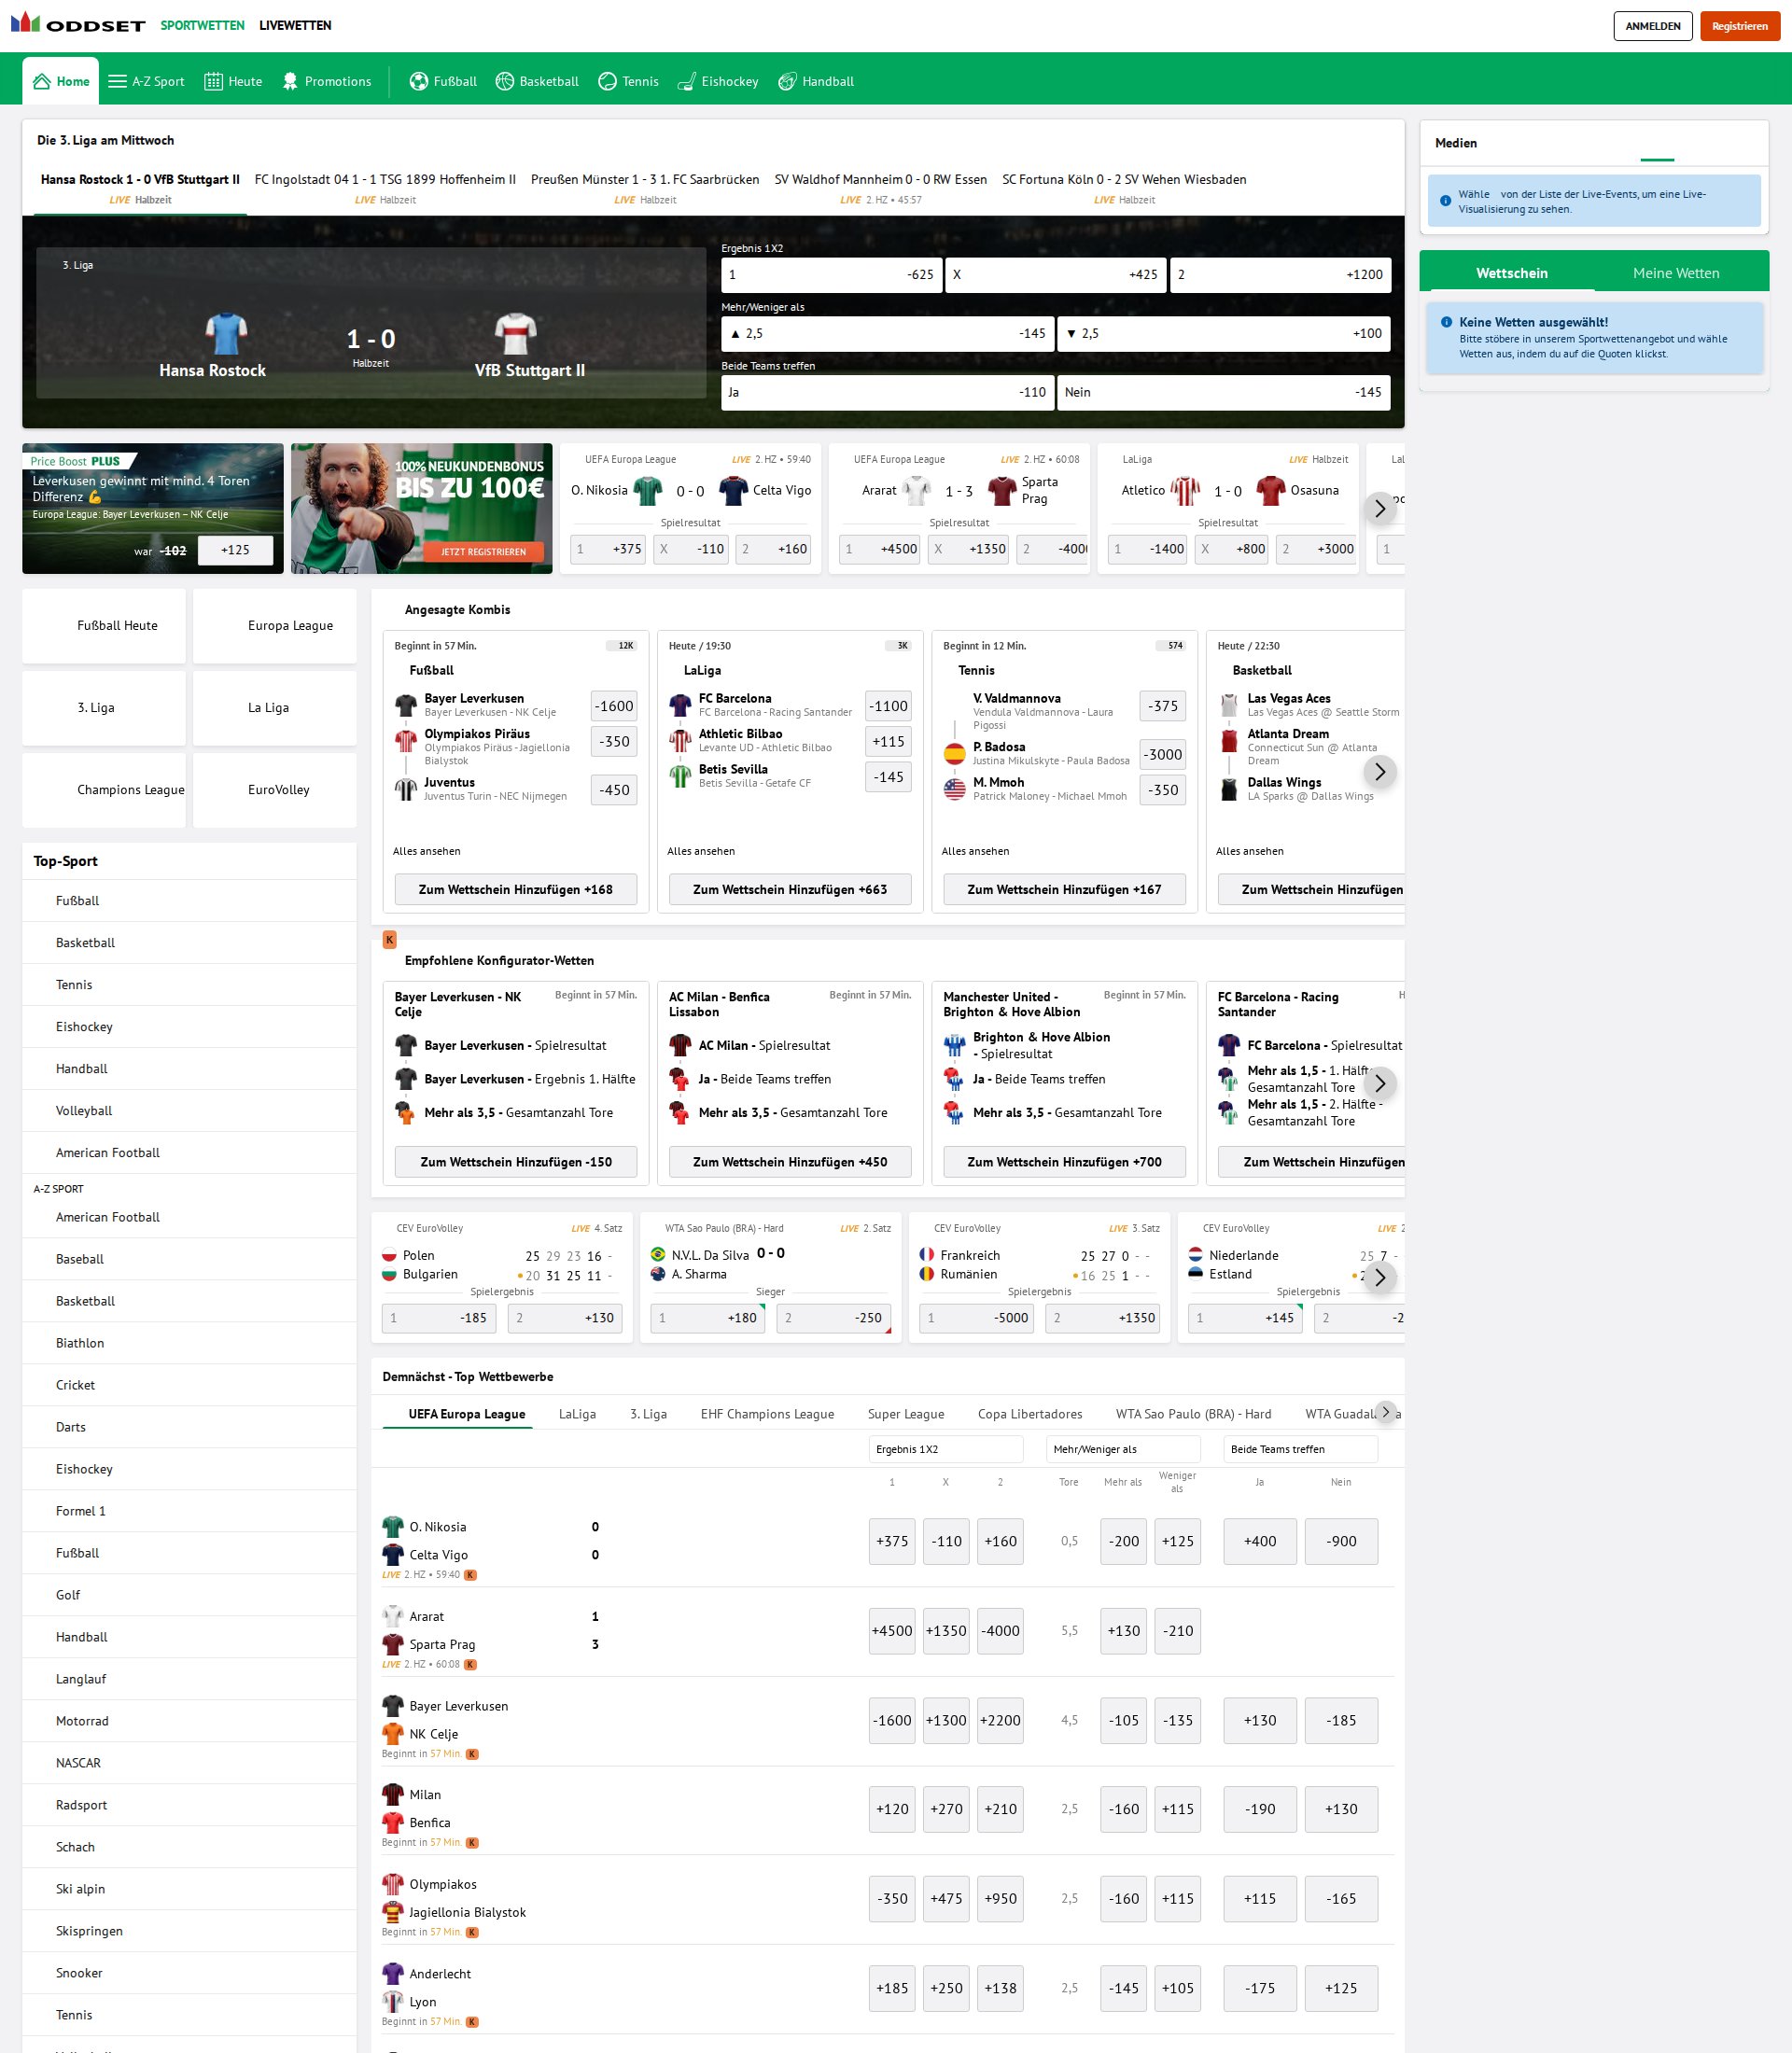 ODDSET SPORTWETTEN LIVEWETTEN ANMELDEN Registrieren
Home A-Z Sport Heute Promotions Fußball Basketball Tennis Eishockey Handball
Die 3. Liga am Mittwoch
Hansa Rostock 1 - 0 VfB Stuttgart II FC Ingolstadt 04 1 - 1 TSG 1899 Hoffenheim II Preußen Münster 1 - 3 1. FC Saarbrücken SV Waldhof Mannheim 0 - 0 RW Essen SC Fortuna Köln 0 - 2 SV Wehen Wiesbaden
LIVE Halbzeit LIVE Halbzeit LIVE Halbzeit LIVE 2. HZ • 45:57 LIVE Halbzeit
3. Liga
1 - 0
Halbzeit
Hansa Rostock VfB Stuttgart II
Ergebnis 1X2
1 -625 X +425 2 +1200
Mehr/Weniger als
▲ 2,5 -145 ▼ 2,5 +100
Beide Teams treffen
Ja -110 Nein -145
Medien
Wähle von der Liste der Live-Events, um eine Live-
Visualisierung zu sehen.
Wettschein Meine Wetten
Keine Wetten ausgewählt!
Bitte stöbere in unserem Sportwettenangebot und wähle
Wetten aus, indem du auf die Quoten klickst.
Price Boost PLUS
Leverkusen gewinnt mit mind. 4 Toren
Differenz 💪
Europa League: Bayer Leverkusen – NK Celje
war -102 +125
100% NEUKUNDENBONUS
BIS ZU 100€
JETZT REGISTRIEREN
UEFA Europa League LIVE 2. HZ • 59:40
O. Nikosia 0 - 0 Celta Vigo
Spielresultat
1 +375 X -110 2 +160
UEFA Europa League LIVE 2. HZ • 60:08
Ararat 1 - 3 Sparta
Prag
Spielresultat
1 +4500 X +1350 2 -4000
LaLiga LIVE Halbzeit
Atletico 1 - 0 Osasuna
Spielresultat
1 -1400 X +800 2 +3000
1
Fußball Heute Europa League
3. Liga La Liga
Champions League EuroVolley
Top-Sport
Fußball
Basketball
Tennis
Eishockey
Handball
Volleyball
American Football
A-Z SPORT
American Football
Baseball
Basketball
Biathlon
Cricket
Darts
Eishockey
Formel 1
Fußball
Golf
Handball
Langlauf
Motorrad
NASCAR
Radsport
Schach
Ski alpin
Skispringen
Snooker
Tennis
Angesagte Kombis
Beginnt in 57 Min. 12K
Fußball
Bayer Leverkusen -1600
Bayer Leverkusen - NK Celje
Olympiakos Piräus -350
Olympiakos Piräus - Jagiellonia
Bialystok
Juventus -450
Juventus Turin - NEC Nijmegen
Alles ansehen
Zum Wettschein Hinzufügen +168
Heute / 19:30 3K
LaLiga
FC Barcelona -1100
FC Barcelona - Racing Santander
Athletic Bilbao +115
Levante UD - Athletic Bilbao
Betis Sevilla -145
Betis Sevilla - Getafe CF
Alles ansehen
Zum Wettschein Hinzufügen +663
Beginnt in 12 Min. 574
Tennis
V. Valdmannova -375
Vendula Valdmannova - Laura
Pigossi
P. Badosa -3000
Justina Mikulskyte - Paula Badosa
M. Mmoh -350
Patrick Maloney - Michael Mmoh
Alles ansehen
Zum Wettschein Hinzufügen +167
Heute / 22:30
Basketball
Las Vegas Aces
Las Vegas Aces @ Seattle Storm
Atlanta Dream
Connecticut Sun @ Atlanta
Dream
Dallas Wings
LA Sparks @ Dallas Wings
Alles ansehen
Zum Wettschein Hinzufügen
K
Empfohlene Konfigurator-Wetten
Bayer Leverkusen - NK
Celje
Beginnt in 57 Min.
Bayer Leverkusen - Spielresultat
Bayer Leverkusen - Ergebnis 1. Hälfte
Mehr als 3,5 - Gesamtanzahl Tore
Zum Wettschein Hinzufügen -150
AC Milan - Benfica
Lissabon
Beginnt in 57 Min.
AC Milan - Spielresultat
Ja - Beide Teams treffen
Mehr als 3,5 - Gesamtanzahl Tore
Zum Wettschein Hinzufügen +450
Manchester United -
Brighton & Hove Albion
Beginnt in 57 Min.
Brighton & Hove Albion
- Spielresultat
Ja - Beide Teams treffen
Mehr als 3,5 - Gesamtanzahl Tore
Zum Wettschein Hinzufügen +700
FC Barcelona - Racing
Santander
FC Barcelona - Spielresultat
Mehr als 1,5 - 1. Hälfte
Gesamtanzahl Tore
Mehr als 1,5 - 2. Hälfte -
Gesamtanzahl Tore
Zum Wettschein Hinzufügen
CEV EuroVolley LIVE 4. Satz
Polen 25 29 23 16 -
Bulgarien 20 31 25 11 -
Spielergebnis
1 -185 2 +130
WTA Sao Paulo (BRA) - Hard LIVE 2. Satz
N.V.L. Da Silva 0 - 0
A. Sharma
Sieger
1 +180 2 -250
CEV EuroVolley LIVE 3. Satz
Frankreich 25 27 0 - -
Rumänien 16 25 1 - -
Spielergebnis
1 -5000 2 +1350
CEV EuroVolley LIVE
Niederlande 25 7 -
Estland
Spielergebnis
1 +145 2
Demnächst - Top Wettbewerbe
UEFA Europa League LaLiga 3. Liga EHF Champions League Super League Copa Libertadores WTA Sao Paulo (BRA) - Hard WTA
Ergebnis 1X2 Mehr/Weniger als Beide Teams treffen
1 X 2 Tore Mehr als Weniger
als Ja Nein
O. Nikosia 0
Celta Vigo 0
LIVE 2. HZ • 59:40 K
+375 -110 +160 0,5 -200 +125 +400 -900
Ararat 1
Sparta Prag 3
LIVE 2. HZ • 60:08 K
+4500 +1350 -4000 5,5 +130 -210
Bayer Leverkusen
NK Celje
Beginnt in 57 Min. K
-1600 +1300 +2200 4,5 -105 -135 +130 -185
Milan
Benfica
Beginnt in 57 Min. K
+120 +270 +210 2,5 -160 +115 -190 +130
Olympiakos
Jagiellonia Bialystok
Beginnt in 57 Min. K
-350 +475 +950 2,5 -160 +115 +115 -165
Anderlecht
Lyon
Beginnt in 57 Min. K
+185 +250 +138 2,5 -145 +105 -175 +125